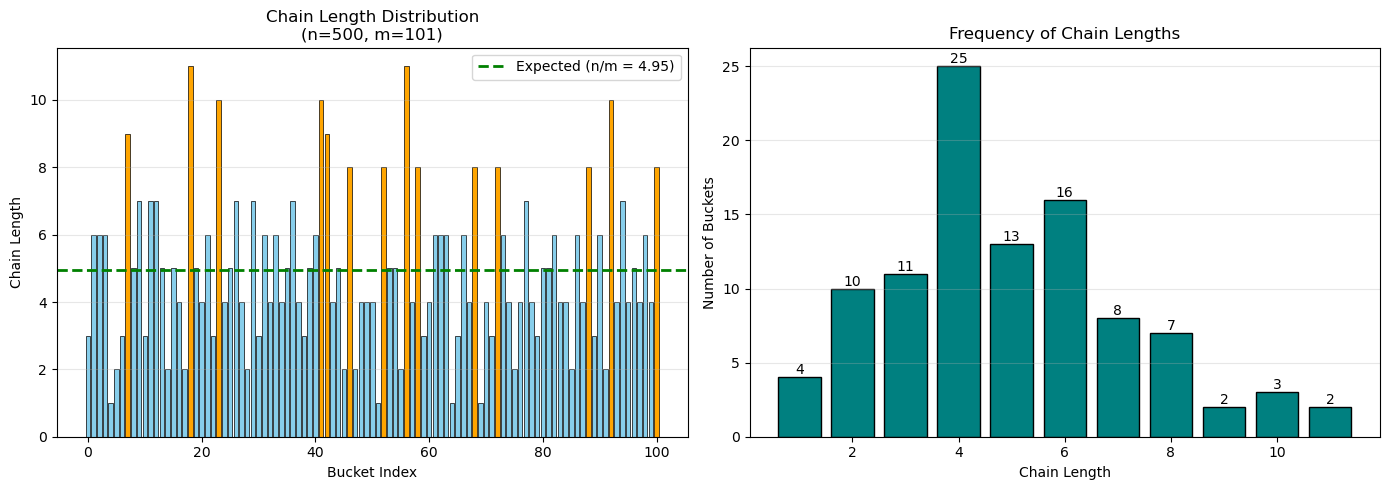 Chain Length Distribution
(n=500, m=101)
Expected (n/m = 4.95)
Chain Length
10
8
6
4
2
0
0 20 40 60 80 100
Bucket Index
Frequency of Chain Lengths
Number of Buckets
25
20
15
10
5
0
4 10 11 25 13 16 8 7 2 3 2
2 4 6 8 10
Chain Length